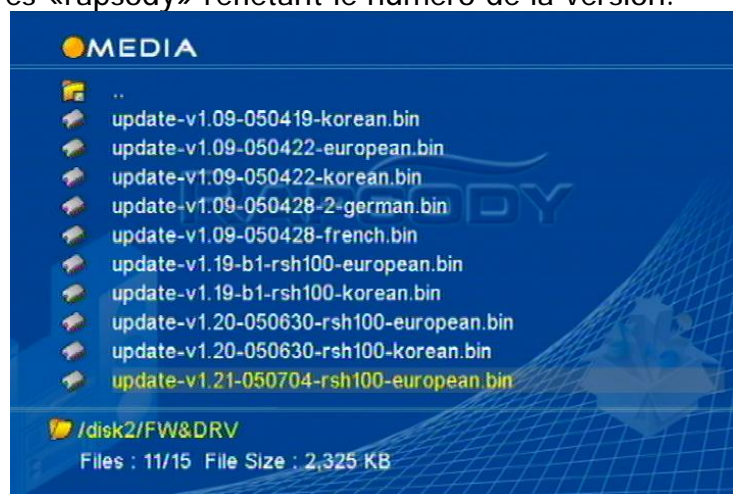 es «rapsody» reflétant le numéro de la version.
MEDIA
..
update-v1.09-050419-korean.bin
update-v1.09-050422-european.bin
update-v1.09-050422-korean.bin
update-v1.09-050428-2-german.bin
update-v1.09-050428-french.bin
update-v1.19-b1-rsh100-european.bin
update-v1.19-b1-rsh100-korean.bin
update-v1.20-050630-rsh100-european.bin
update-v1.20-050630-rsh100-korean.bin
update-v1.21-050704-rsh100-european.bin
RAPSODY
/disk2/FW&DRV
Files : 11/15 File Size : 2,325 KB